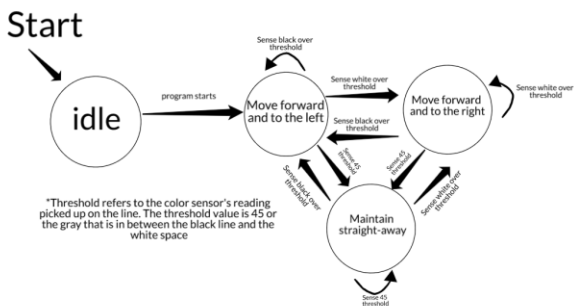 Start
Sense black over
threshold
idle
program starts
Move forward
and to the left
Sense white over
threshold
Move forward
and to the right
Sense white over
threshold
Sense black over
threshold
Sense 45
threshold
Sense 45
threshold
Sense black over
threshold
Sense white over
threshold
Maintain
straight-away
Sense 45
threshold
"Threshold refers to the color sensor's reading
picked up on the line. The threshold value is 45 or
the gray that is in between the black line and the
white space